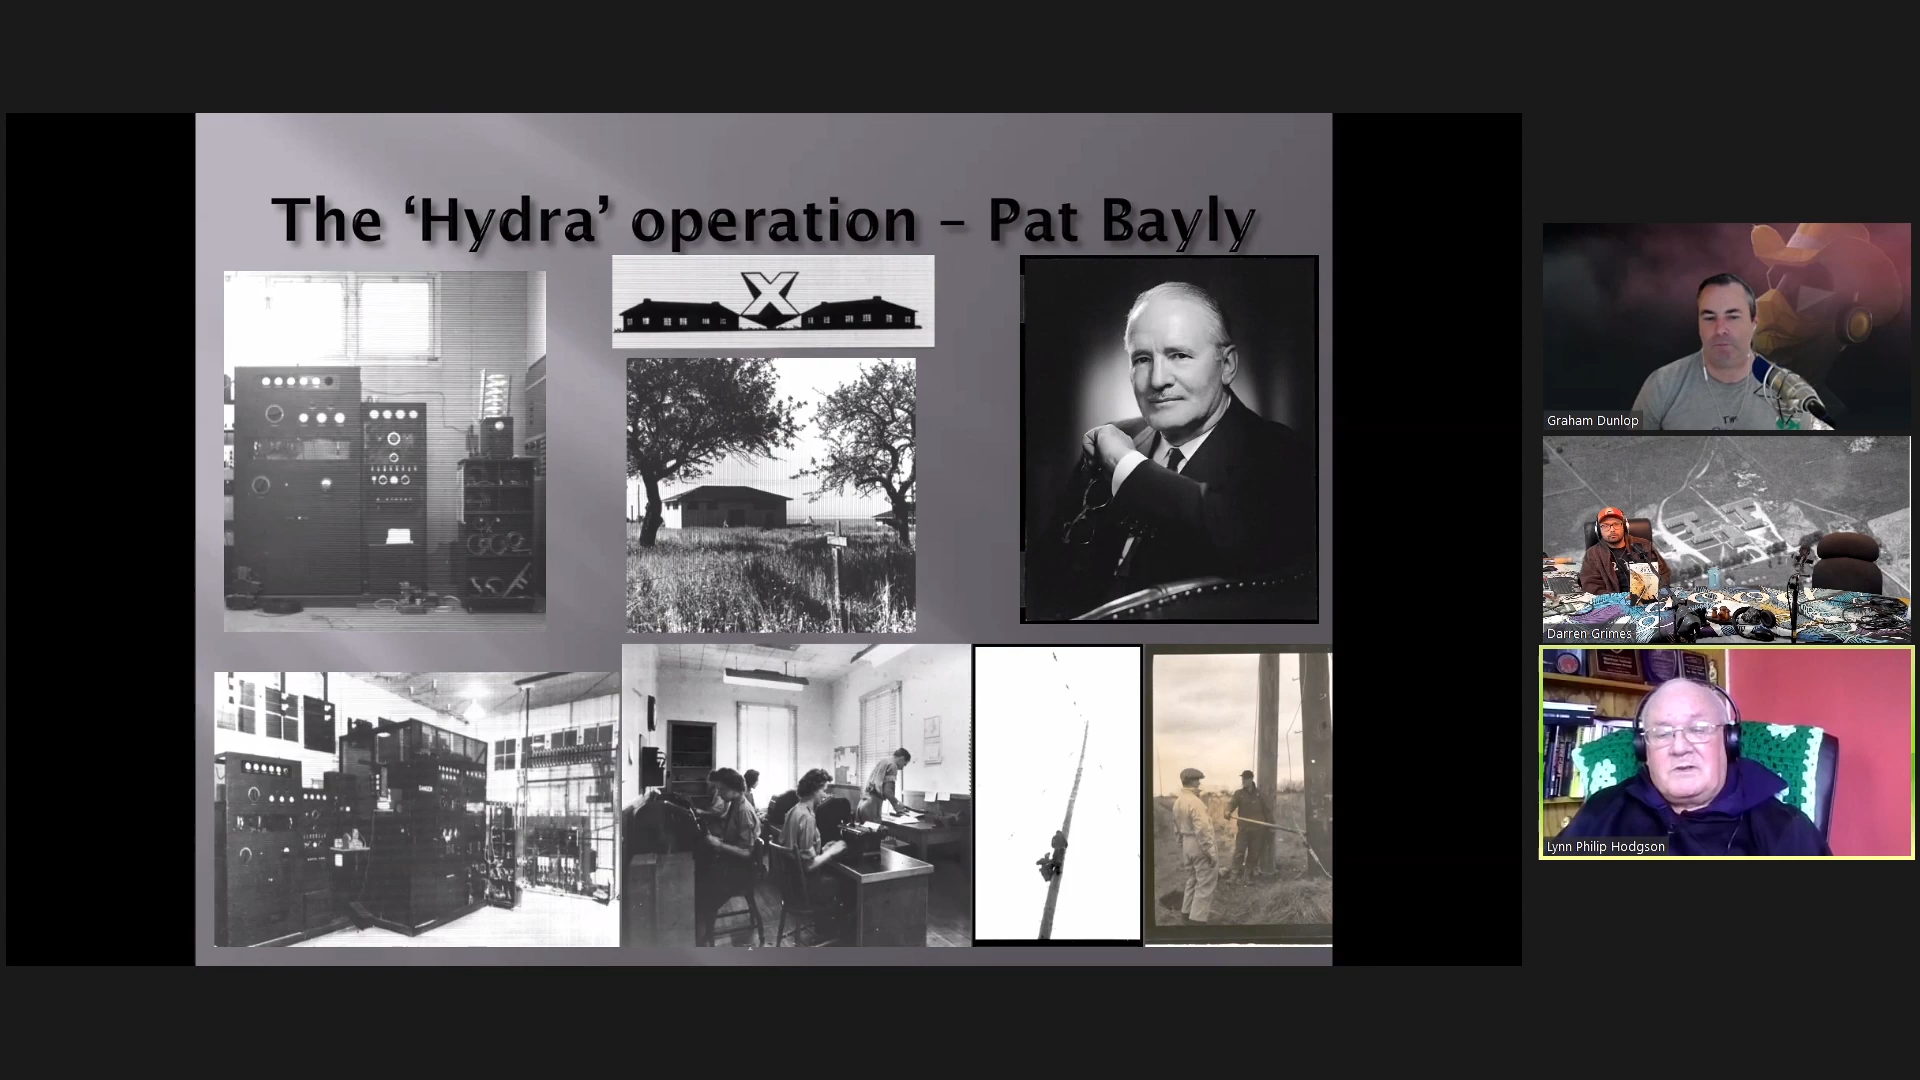 The ‘Hydra’ operation – Pat Bayly
X
Graham Dunlop
Darren Grimes
Lynn Philip Hodgson